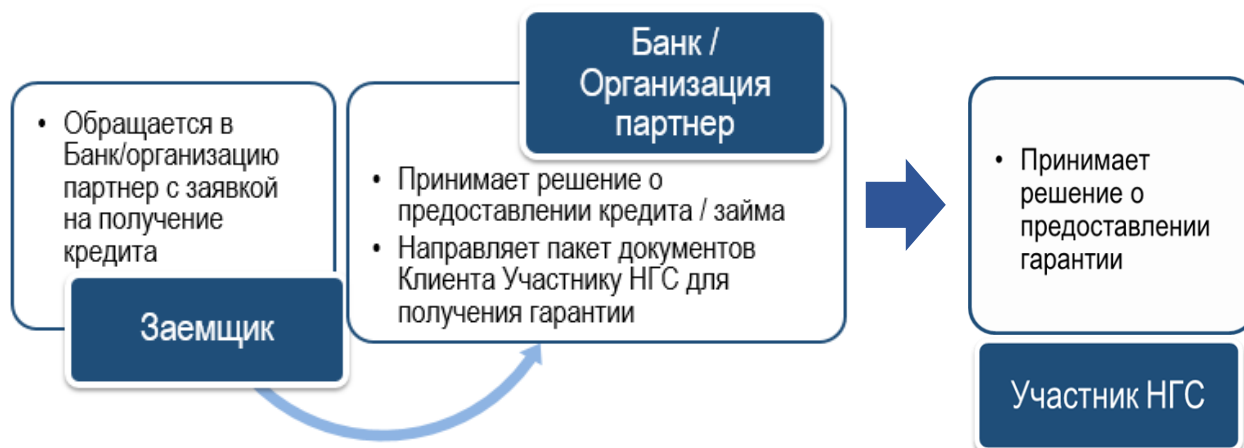 • Обращается в
Банк/организацию
партнер с заявкой
на получение
кредита
Заемщик
Банк /
Организация
партнер
• Принимает решение о
предоставлении кредита / займа
• Направляет пакет документов
Клиента Участнику НГС для
получения гарантии
• Принимает
решение о
предоставлении
гарантии
Участник НГС